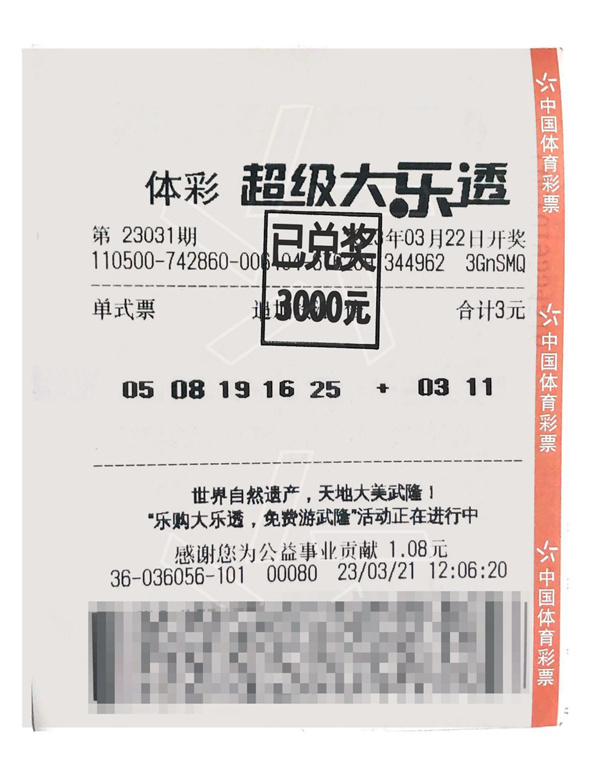 体彩 超级大乐透
第 23031期 23年03月22日开奖
110500-742860-006404- 344962 3GnSMQ
已兑奖
3000元
单式票 合计3元
05 08 19 16 25 + 03 11
世界自然遗产，天地大美武隆！
“乐购大乐透，免费游武隆”活动正在进行中
感谢您为公益事业贡献 1.08元
36-036056-101 00080 23/03/21 12:06:20
中国体育彩票
中国体育彩票
中国体育彩票